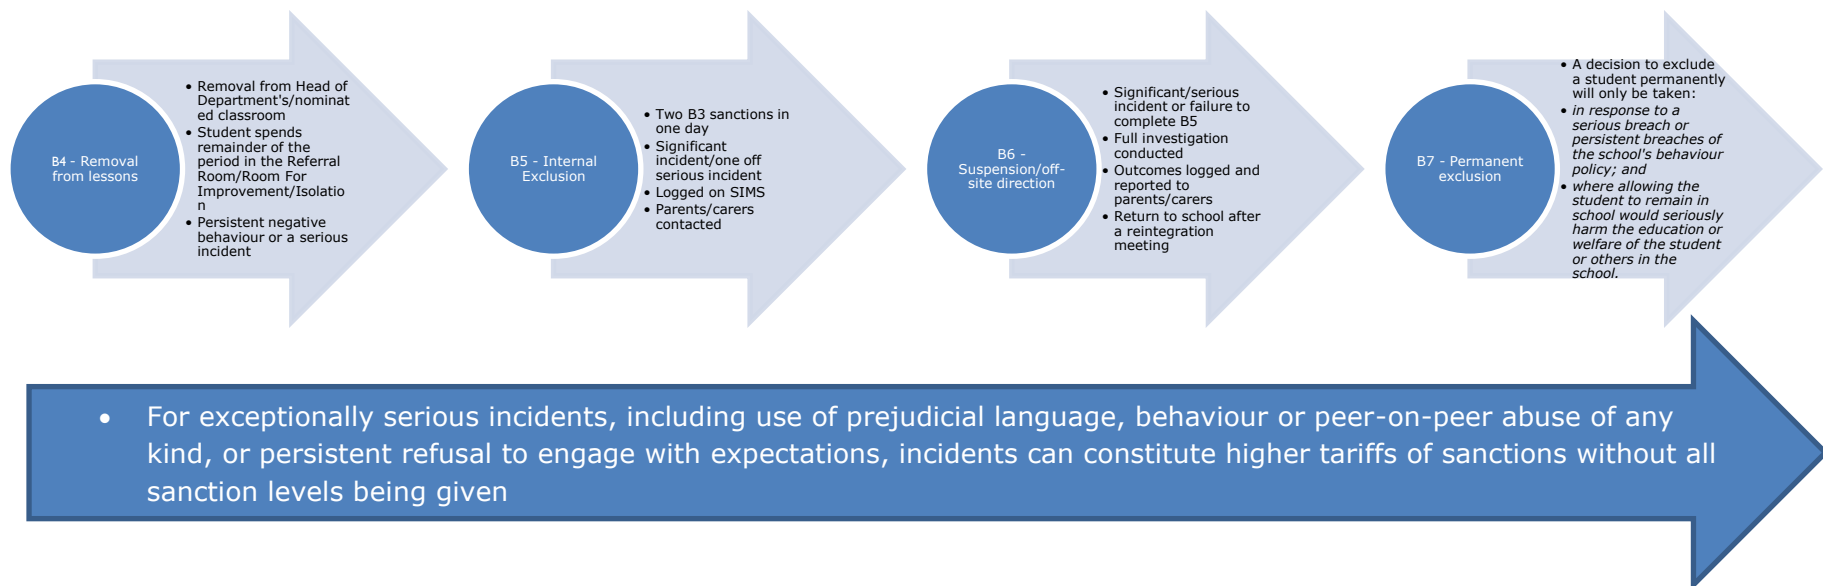 B4 - Removal
from lessons
• Removal from Head of
Department's/nominat
ed classroom
• Student spends
remainder of the
period in the Referral
Room/Room For
Improvement/Isolatio
n
• Persistent negative
behaviour or a serious
incident
B5 - Internal
Exclusion
• Two B3 sanctions in
one day
• Significant
incident/one off
serious incident
• Logged on SIMS
• Parents/carers
contacted
B6 -
Suspension/off-
site direction
• Significant/serious
incident or failure to
complete B5
• Full investigation
conducted
• Outcomes logged and
reported to
parents/carers
• Return to school after
a reintegration
meeting
B7 - Permanent
exclusion
• A decision to exclude
a student permanently
will only be taken:
• in response to a
serious breach or
persistent breaches of
the school's behaviour
policy; and
• where allowing the
student to remain in
school would seriously
harm the education or
welfare of the student
or others in the
school.
• For exceptionally serious incidents, including use of prejudicial language, behaviour or peer-on-peer abuse of any
kind, or persistent refusal to engage with expectations, incidents can constitute higher tariffs of sanctions without all
sanction levels being given